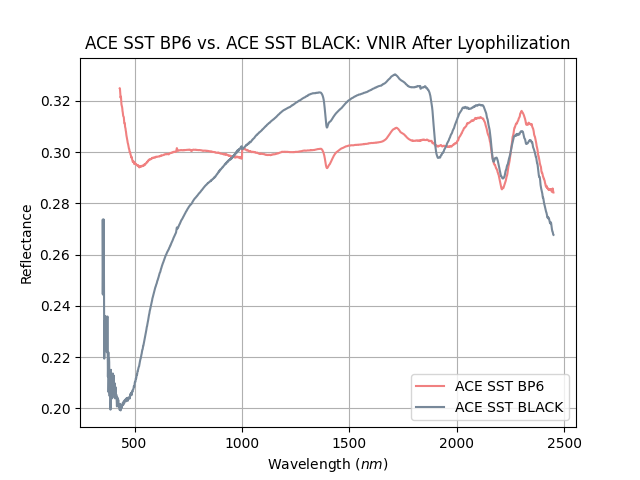 ACE SST BP6 vs. ACE SST BLACK: VNIR After Lyophilization
Reflectance
0.32
0.30
0.28
0.26
0.24
0.22
0.20
500
1000
1500
2000
2500
Wavelength (nm)
ACE SST BP6
ACE SST BLACK